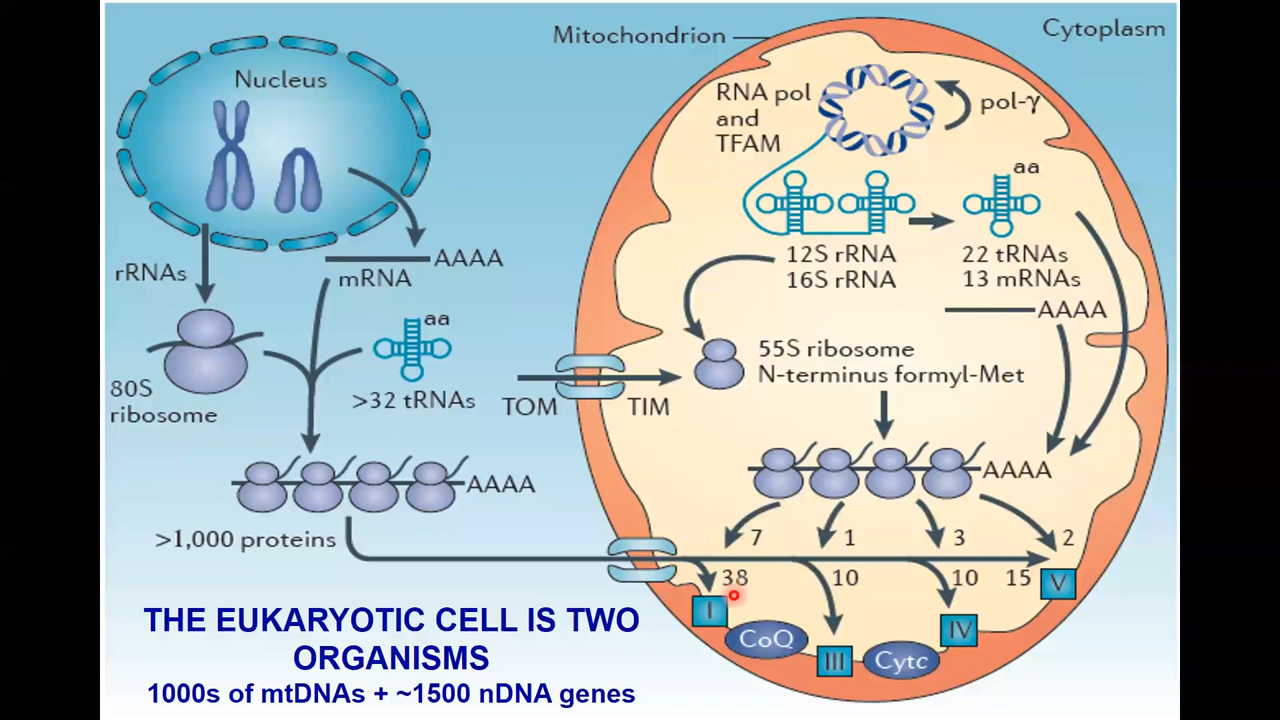 Mitochondrion
Cytoplasm
Nucleus
RNA pol
and
TFAM
pol-γ
aa
AAAA
mRNA
rRNAs
12S rRNA
16S rRNA
22 tRNAs
13 mRNAs
AAAA
aa
80S
ribosome
>32 tRNAs
TOM
TIM
55S ribosome
N-terminus formyl-Met
AAAA
AAAA
>1,000 proteins
7
1
3
2
38
10
10
15
I
CoQ
III
Cytc
IV
V
THE EUKARYOTIC CELL IS TWO
ORGANISMS
1000s of mtDNAs + ~1500 nDNA genes